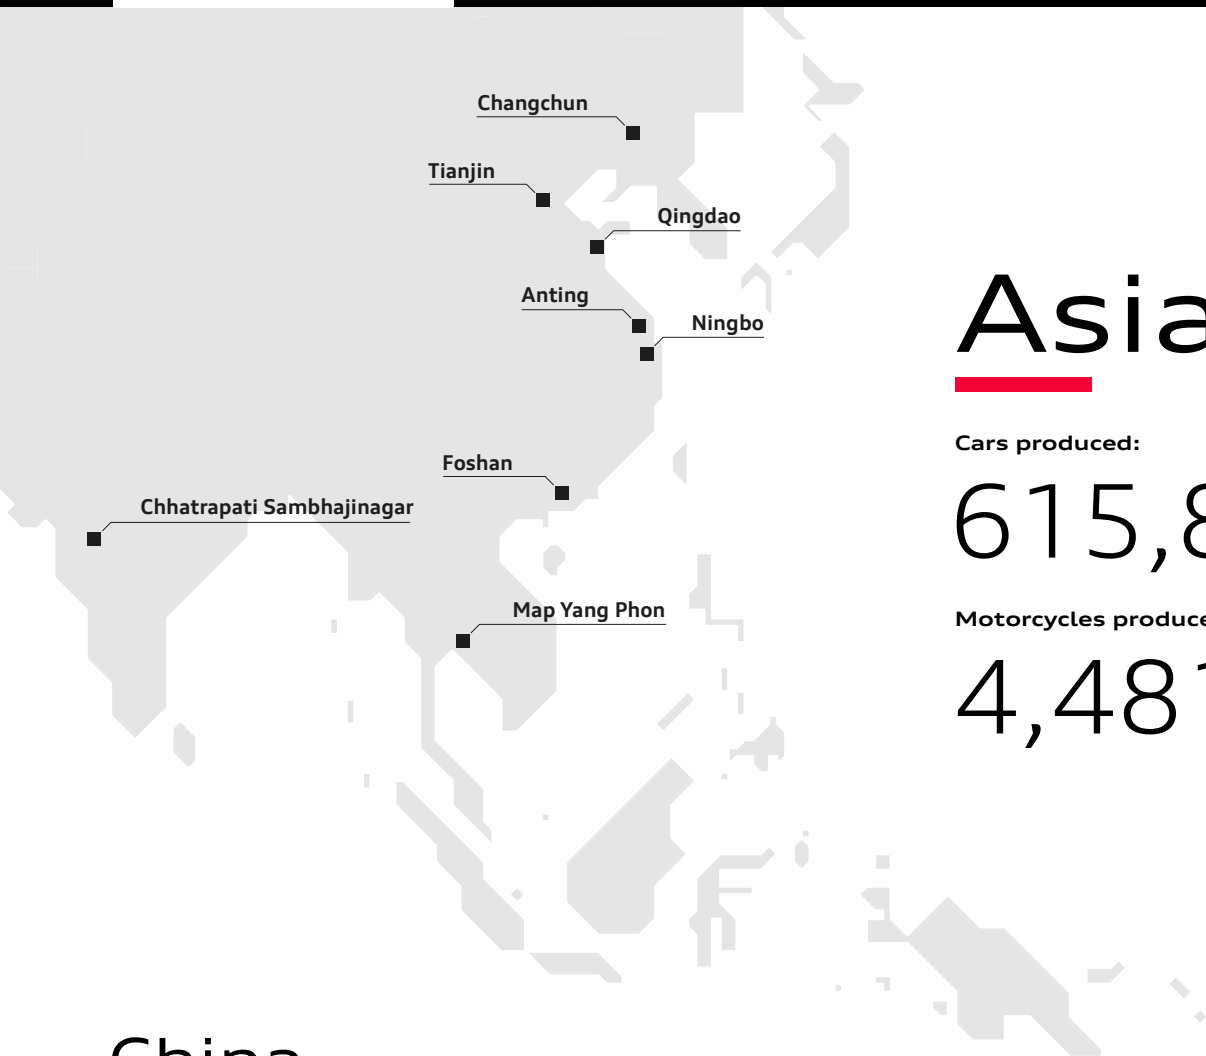 Changchun
Tianjin
Qingdao
Anting
Ningbo
Foshan
Chhatrapati Sambhajinagar
Map Yang Phon
Asia
Cars produced:
615,8
Motorcycles produce
4,481
China